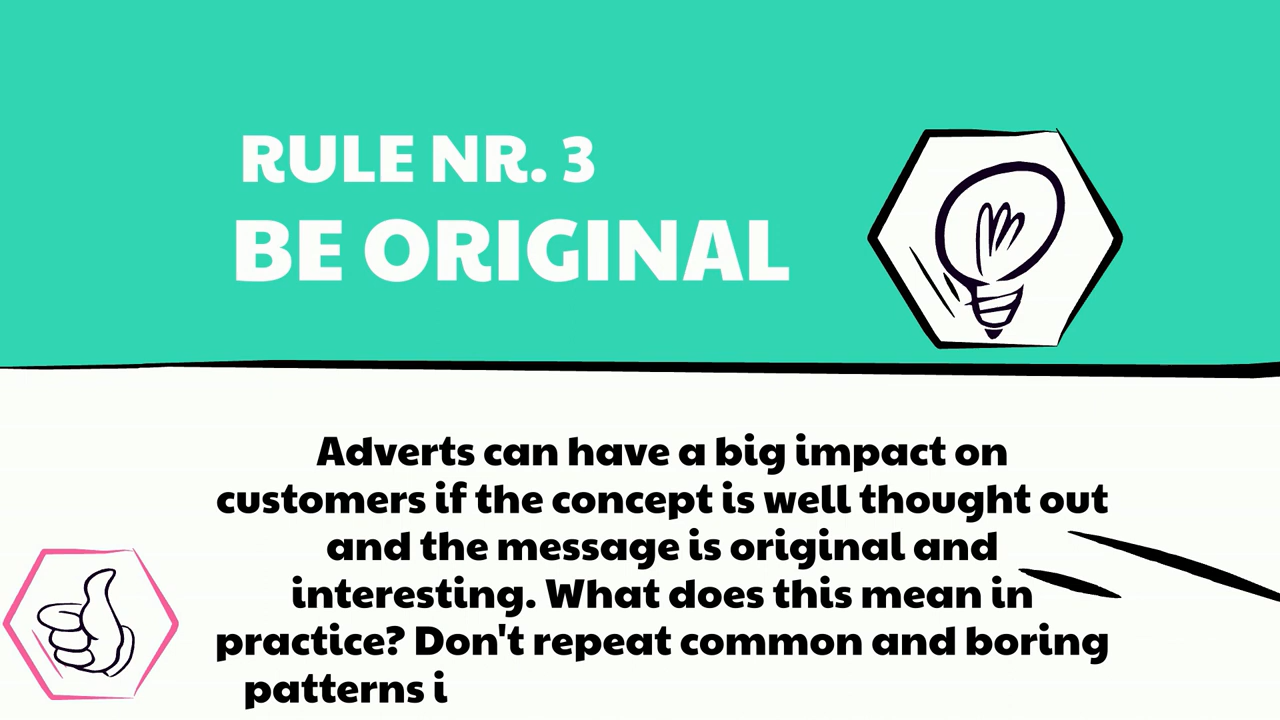 RULE NR. 3
BE ORIGINAL
Adverts can have a big impact on
customers if the concept is well thought out
and the message is original and
interesting. What does this mean in
practice? Don't repeat common and boring
patterns i